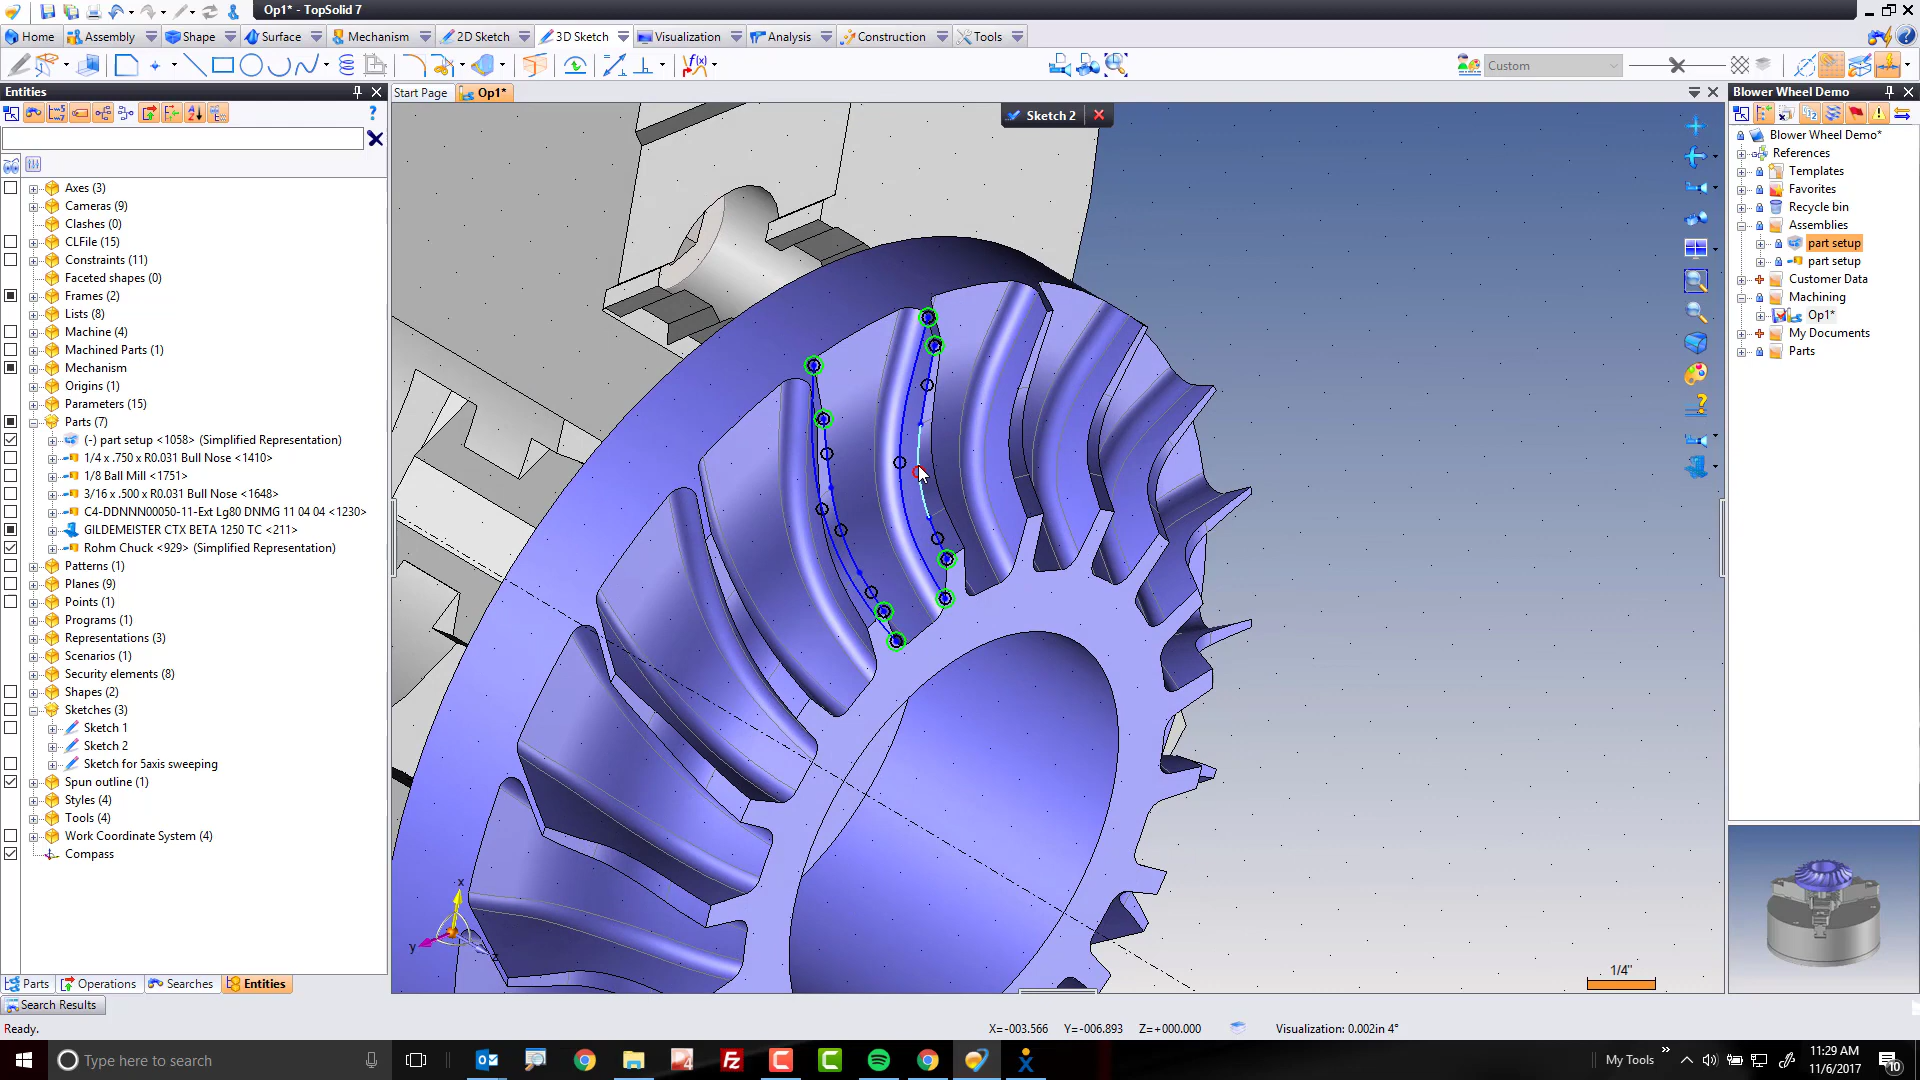 Op1* - TopSolid 7
Home Assembly Shape Surface Mechanism 2D Sketch 3D Sketch Visualization Analysis Construction Tools
Custom
Entities
Start Page Op1*
Sketch 2
Axes (3)
Cameras (9)
Clashes (0)
CLFile (15)
Constraints (11)
Faceted shapes (0)
Frames (2)
Lists (8)
Machine (4)
Machined Parts (1)
Mechanism
Origins (1)
Parameters (15)
Parts (7)
(-) part setup <1058> (Simplified Representation)
1/4 x .750 x R0.031 Bull Nose <1410>
1/8 Ball Mill <1751>
3/16 x .500 x R0.031 Bull Nose <1648>
C4-DDNNN00050-11-Ext Lg80 DNMG 11 04 04 <1230>
GILDEMEISTER CTX BETA 1250 TC <211>
Rohm Chuck <929> (Simplified Representation)
Patterns (1)
Planes (9)
Points (1)
Programs (1)
Representations (3)
Scenarios (1)
Security elements (8)
Shapes (2)
Sketches (3)
Sketch 1
Sketch 2
Sketch for 5axis sweeping
Spun outline (1)
Styles (4)
Tools (4)
Work Coordinate System (4)
Compass
Parts Operations Searches Entities
Search Results
x
y
z
1/4"
Blower Wheel Demo
Blower Wheel Demo*
References
Templates
Favorites
Recycle bin
Assemblies
part setup
part setup
Customer Data
Machining
Op1*
My Documents
Parts
Ready.
X=-003.566 Y=-006.893 Z=+000.000 Visualization: 0.002in 4°
Type here to search
My Tools
11:29 AM
11/6/2017
10